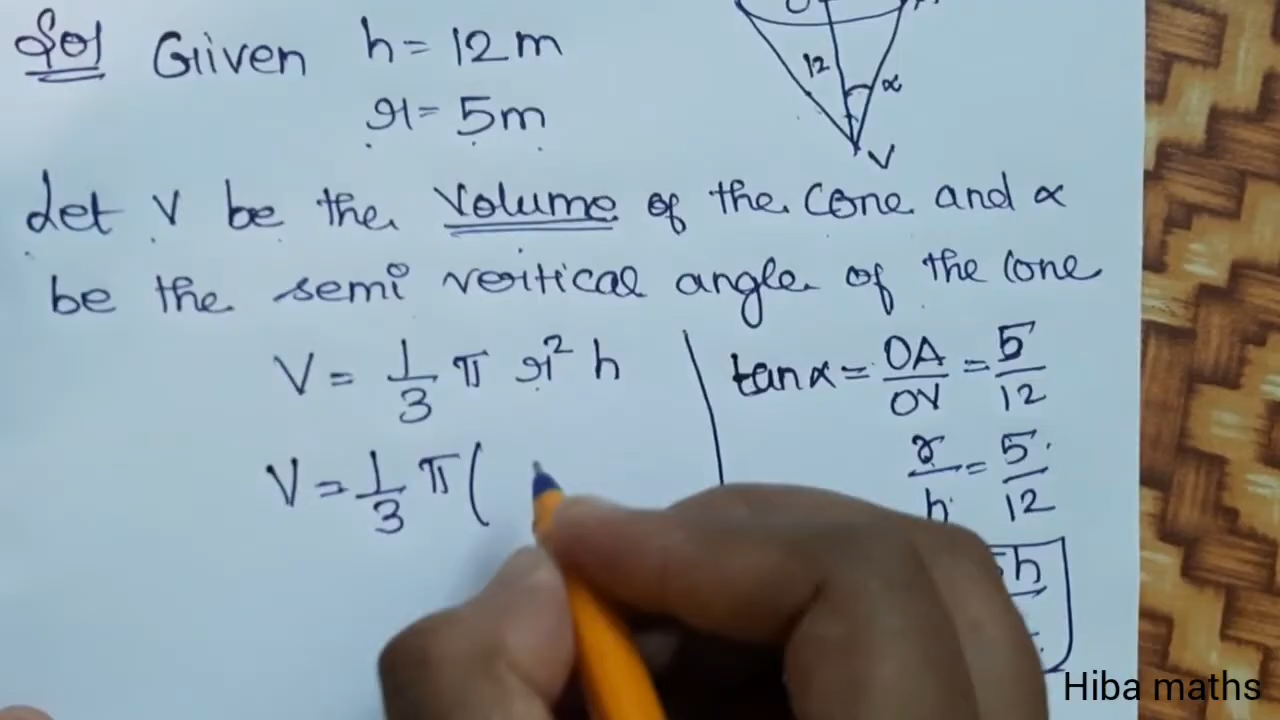 Sol Given h = 12 m
r = 5m
12
α
V
Let V be the volume of the cone and α
be the semi vertical angle of the cone
V = 1/3 π r² h
V = 1/3 π (
tan α = OA/OV = 5/12
r/h = 5/12
5h
Hiba maths